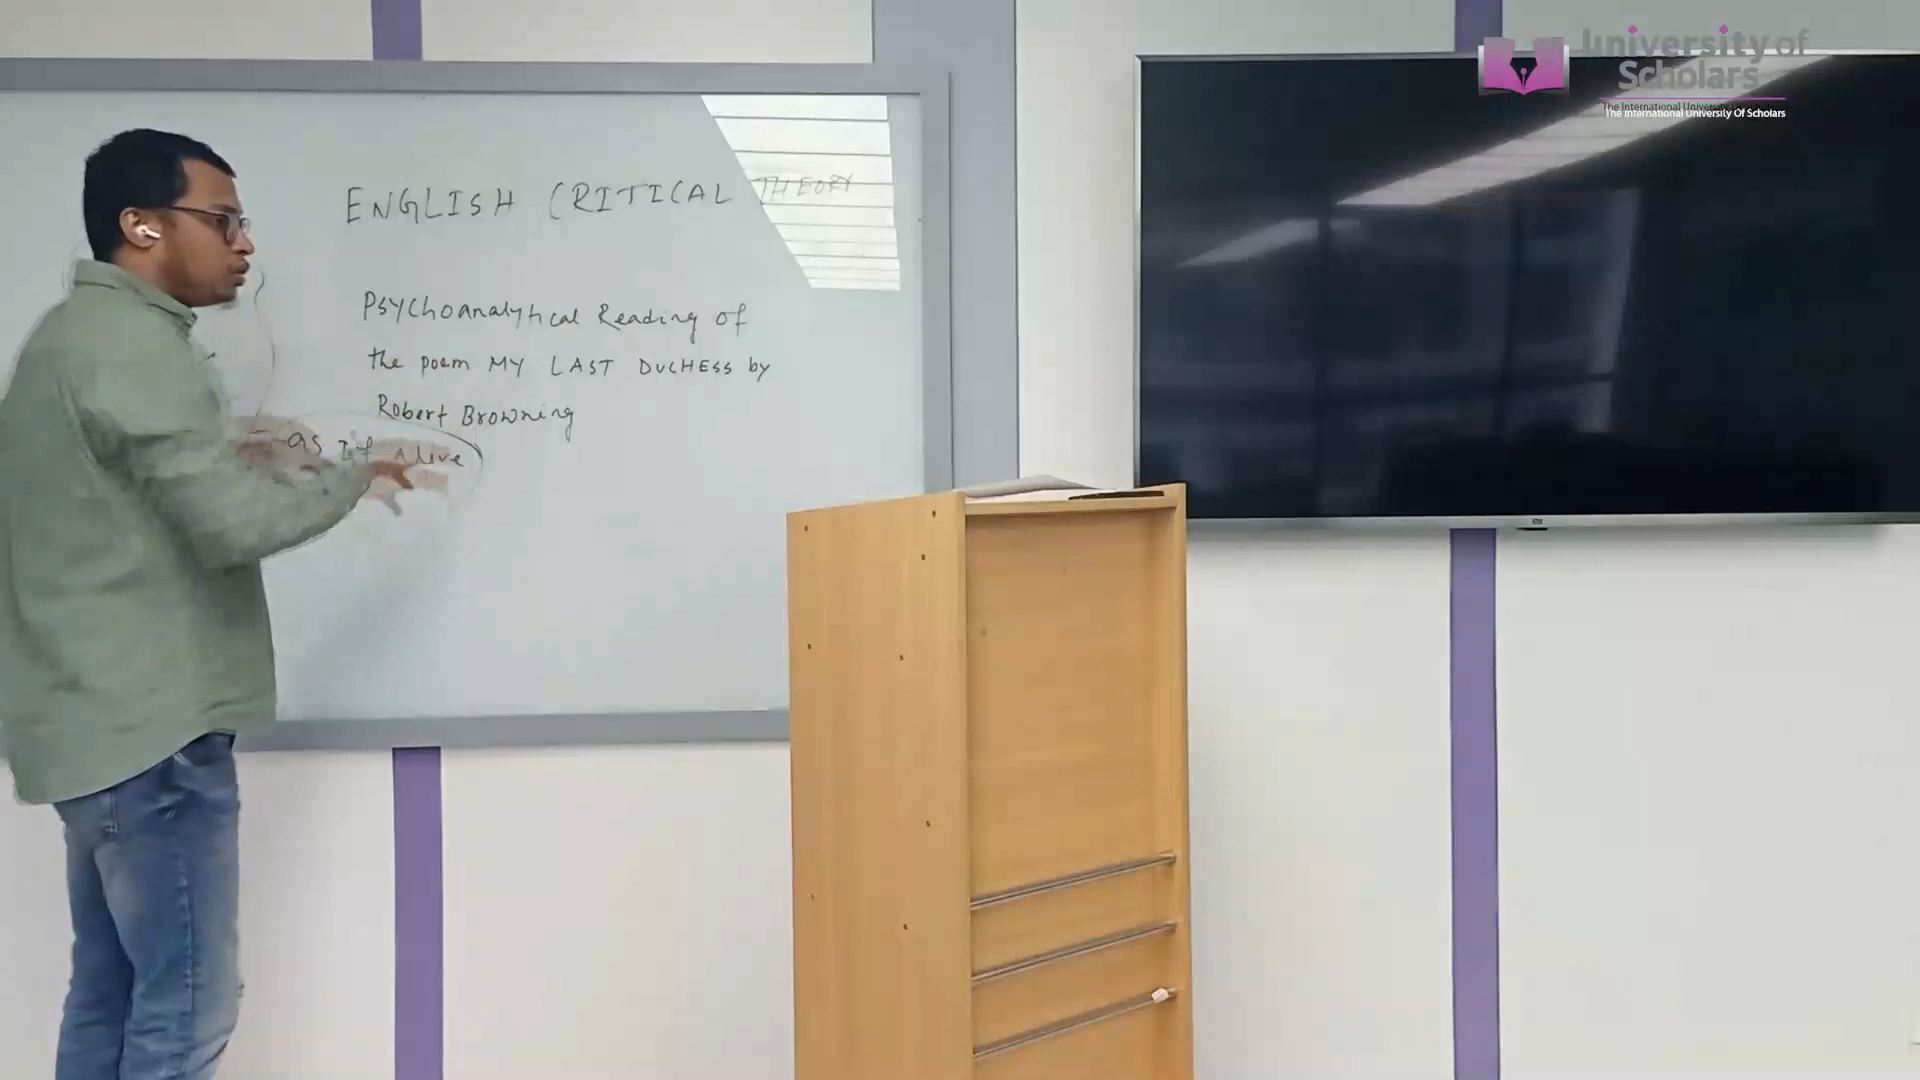 ENGLISH CRITICAL THEORY
PSYchoanalytical Reading of
the poem MY LAST DUCHESS by
Robert Browning
as If alive
University of
Scholars
The International University Of Scholars